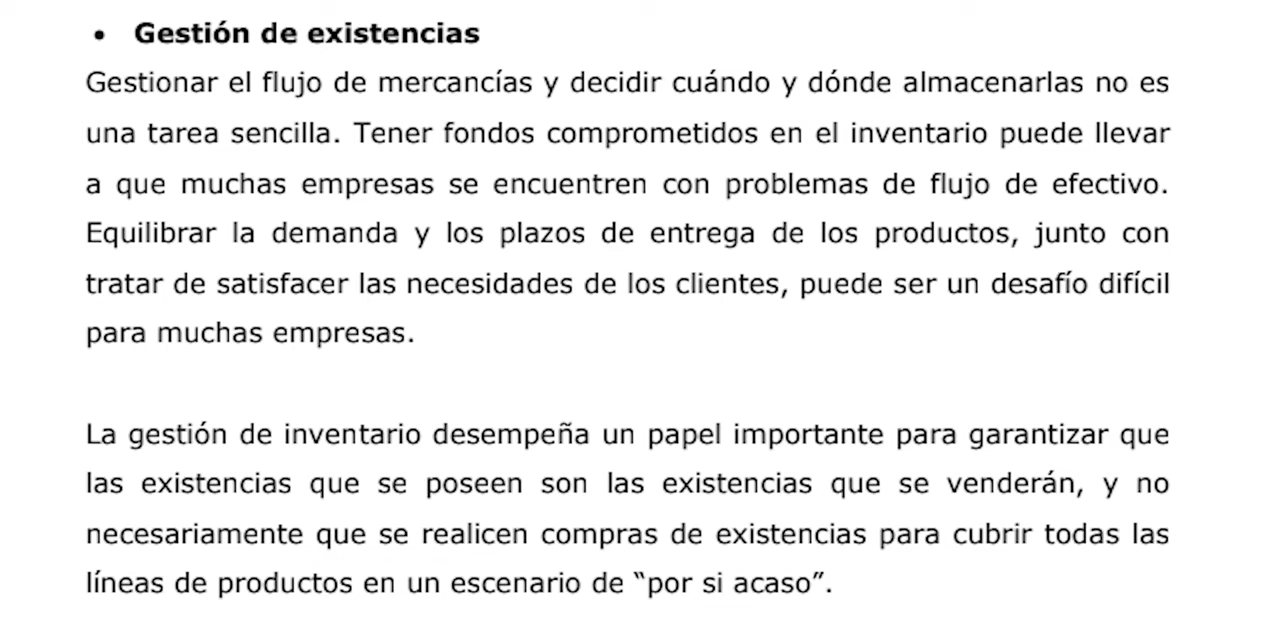 • Gestión de existencias
Gestionar el flujo de mercancías y decidir cuándo y dónde almacenarlas no es
una tarea sencilla. Tener fondos comprometidos en el inventario puede llevar
a que muchas empresas se encuentren con problemas de flujo de efectivo.
Equilibrar la demanda y los plazos de entrega de los productos, junto con
tratar de satisfacer las necesidades de los clientes, puede ser un desafío difícil
para muchas empresas.
La gestión de inventario desempeña un papel importante para garantizar que
las existencias que se poseen son las existencias que se venderán, y no
necesariamente que se realicen compras de existencias para cubrir todas las
líneas de productos en un escenario de “por si acaso”.